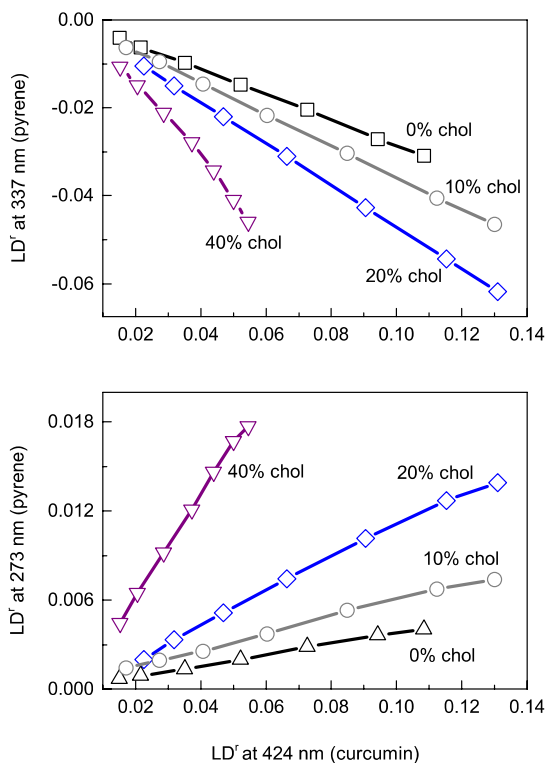 0.00
-0.02
-0.04
-0.06
LDʳ at 337 nm (pyrene)
0% chol
10% chol
20% chol
40% chol
0.02 0.04 0.06 0.08 0.10 0.12 0.14
0.018
0.012
0.006
0.000
LDʳ at 273 nm (pyrene)
40% chol
20% chol
10% chol
0% chol
0.02 0.04 0.06 0.08 0.10 0.12 0.14
LDʳ at 424 nm (curcumin)